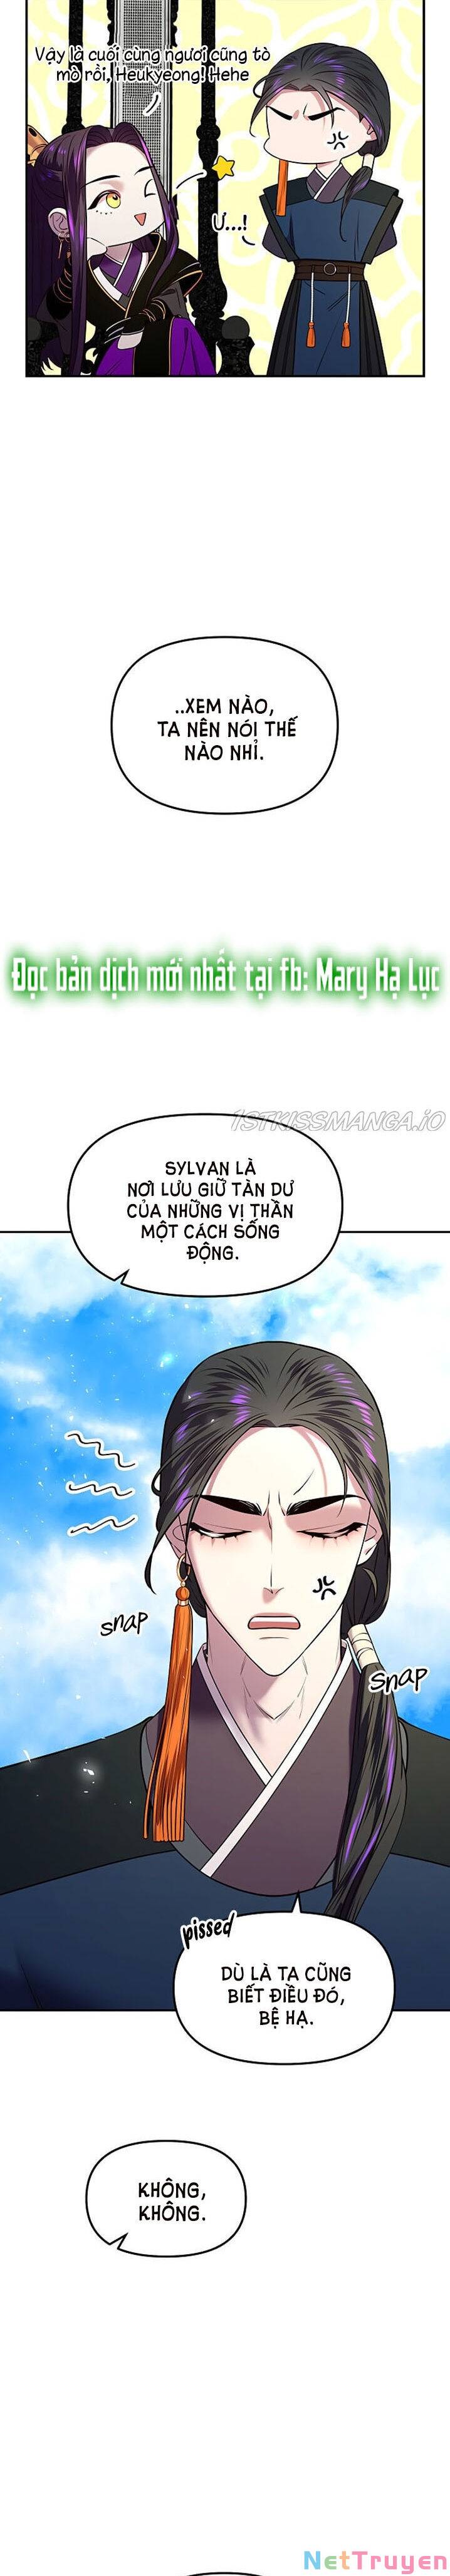 Vậy là cuối cùng ngươi cũng tò
mò rồi, Heukyeong! Hehe
Ư...!
..XEM NÀO,
TA NÊN NÓI THẾ
NÀO NHỈ.
Đọc bản dịch mới nhất tại fb: Mary Hạ Lục
1STKISSMANGA.iO
SYLVAN LÀ
NƠI LƯU GIỮ TÀN DƯ
CỦA NHỮNG VỊ THẦN
MỘT CÁCH SỐNG
ĐỘNG.
snap
snap
pissed
DÙ LÀ TA CŨNG
BIẾT ĐIỀU ĐÓ,
BỆ HẠ.
KHÔNG,
KHÔNG.
NetTruyen